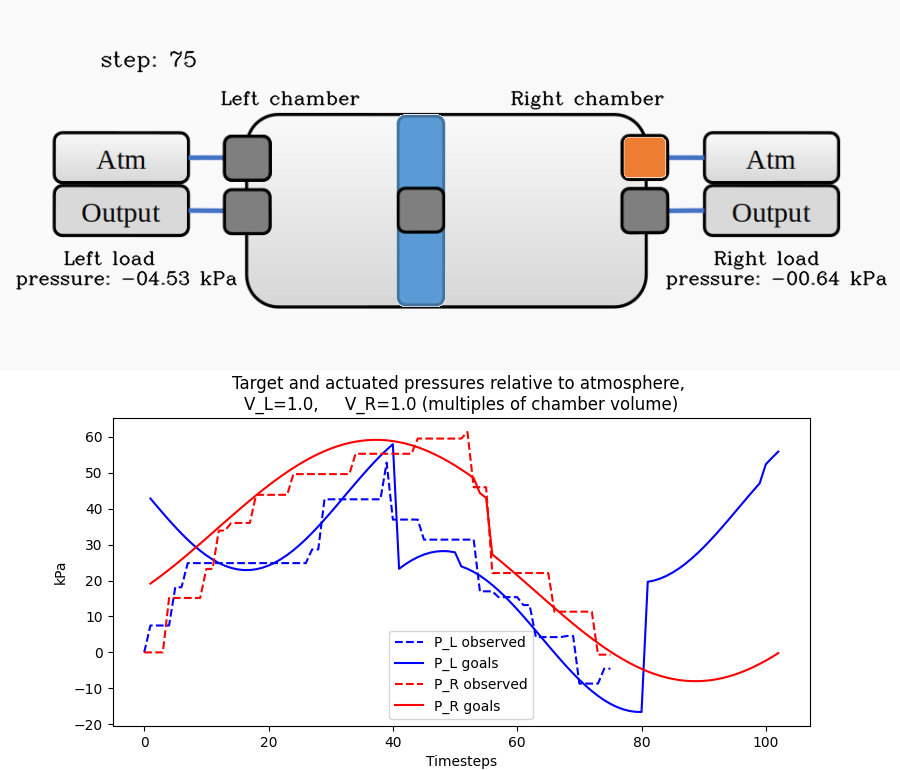 step: 75
Left chamber
Right chamber
Atm
Atm
Output
Output
Left load
pressure: −04.53 kPa
Right load
pressure: −00.64 kPa
Target and actuated pressures relative to atmosphere,
V_L=1.0, V_R=1.0 (multiples of chamber volume)
60
50
40
30
20
10
0
−10
−20
kPa
P_L observed
P_L goals
P_R observed
P_R goals
0 20 40 60 80 100
Timesteps